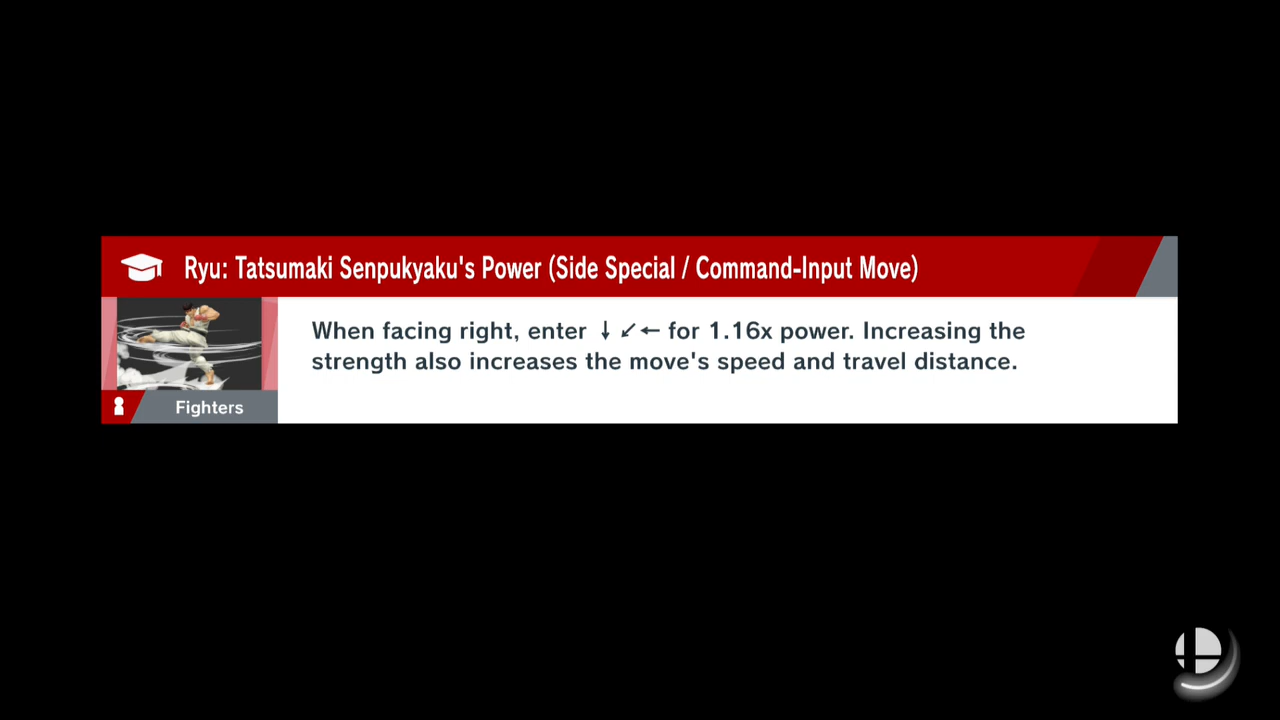 Ryu: Tatsumaki Senpukyaku's Power (Side Special / Command-Input Move)
When facing right, enter ↓↙← for 1.16x power. Increasing the
strength also increases the move's speed and travel distance.
Fighters